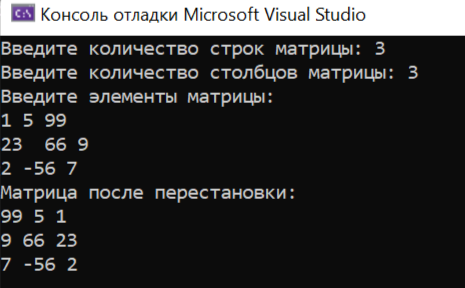 Консоль отладки Microsoft Visual Studio
Введите количество строк матрицы: 3
Введите количество столбцов матрицы: 3
Введите элементы матрицы:
1 5 99
23  66 9
2 -56 7
Матрица после перестановки:
99 5 1
9 66 23
7 -56 2